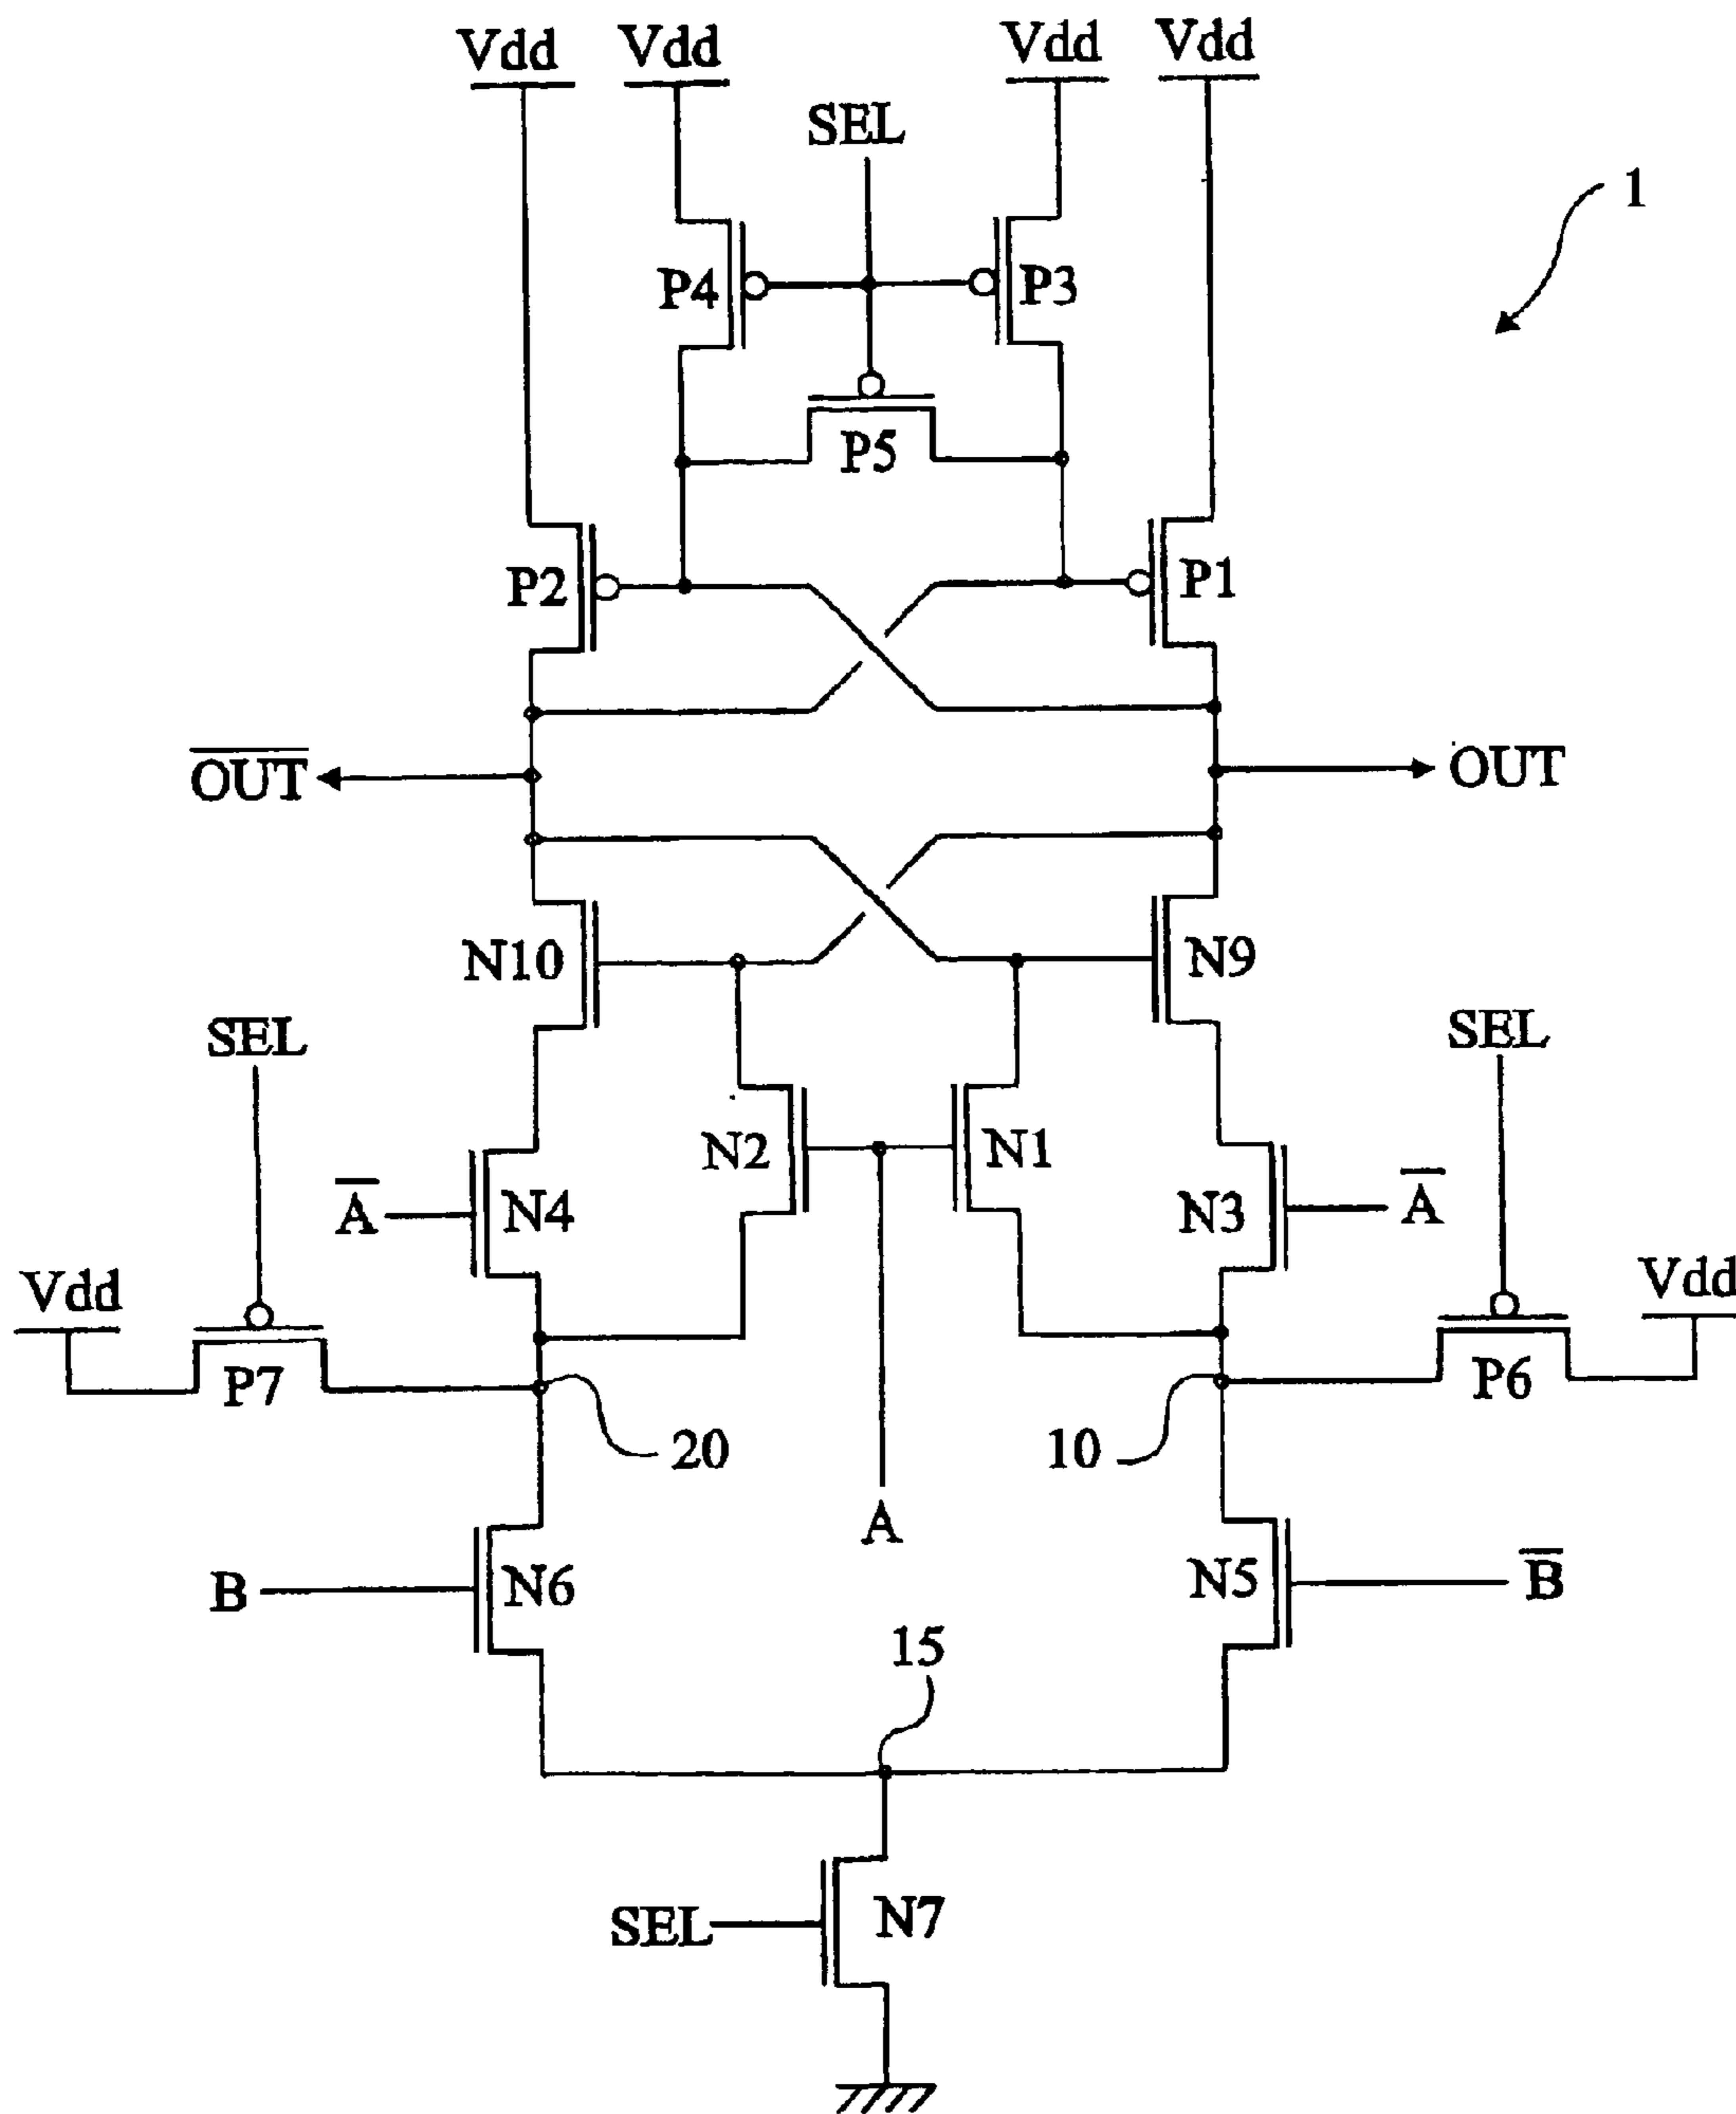 Vdd Vdd Vdd Vdd
SEL
1
P4 P3
P5
P2 P1
O̅U̅T̅ OUT
N10 N9
SEL SEL
N2 N1
A̅ N4 N3 A̅
Vdd Vdd
P7 P6
20 10
A
B N6 N5 B̅
15
SEL N7